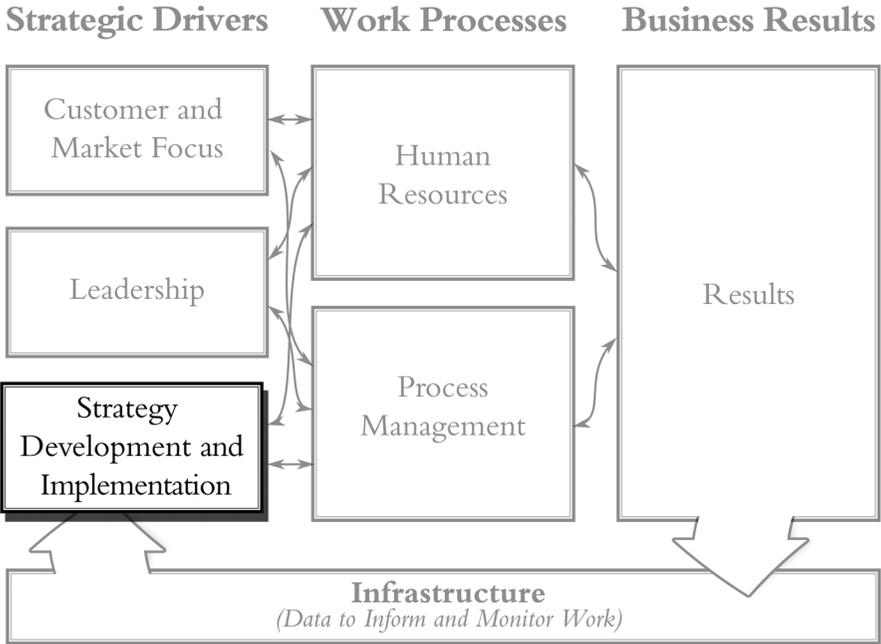 Strategic Drivers
Work Processes
Business Results
Customer and
Market Focus
Leadership
Strategy
Development and
Implementation
Human
Resources
Process
Management
Results
Infrastructure
(Data to Inform and Monitor Work)